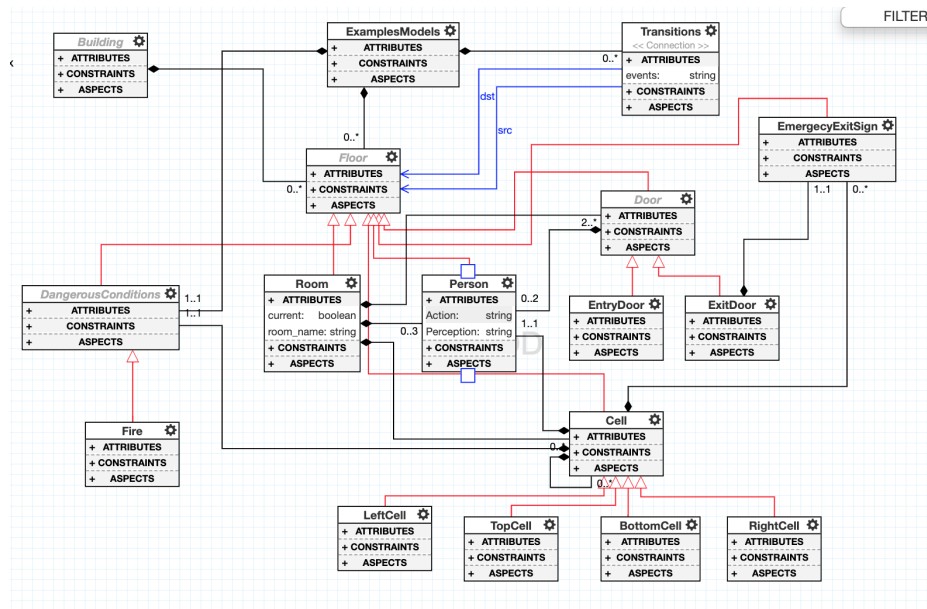 FILTER
Building
+ ATTRIBUTES
+ CONSTRAINTS
+ ASPECTS
ExamplesModels
+ ATTRIBUTES
+ CONSTRAINTS
+ ASPECTS
Transitions
<< Connection >>
+ ATTRIBUTES
events: string
+ CONSTRAINTS
+ ASPECTS
0..*
dst
src
0..*
0..*
Floor
+ ATTRIBUTES
+ CONSTRAINTS
+ ASPECTS
EmergecyExitSign
+ ATTRIBUTES
+ CONSTRAINTS
+ ASPECTS
1..1
0..*
Door
+ ATTRIBUTES
+ CONSTRAINTS
+ ASPECTS
2..*
DangerousConditions
+ ATTRIBUTES
+ CONSTRAINTS
+ ASPECTS
1..1
1..1
Room
+ ATTRIBUTES
current: boolean
room_name: string
+ CONSTRAINTS
+ ASPECTS
0..3
Person
+ ATTRIBUTES
Action: string
Perception: string
+ CONSTRAINTS
+ ASPECTS
0..2
1..1
EntryDoor
+ ATTRIBUTES
+ CONSTRAINTS
+ ASPECTS
ExitDoor
+ ATTRIBUTES
+ CONSTRAINTS
+ ASPECTS
Fire
+ ATTRIBUTES
+ CONSTRAINTS
+ ASPECTS
Cell
+ ATTRIBUTES
+ CONSTRAINTS
+ ASPECTS
0..*
LeftCell
+ ATTRIBUTES
+ CONSTRAINTS
+ ASPECTS
TopCell
+ ATTRIBUTES
+ CONSTRAINTS
+ ASPECTS
BottomCell
+ ATTRIBUTES
+ CONSTRAINTS
+ ASPECTS
RightCell
+ ATTRIBUTES
+ CONSTRAINTS
+ ASPECTS